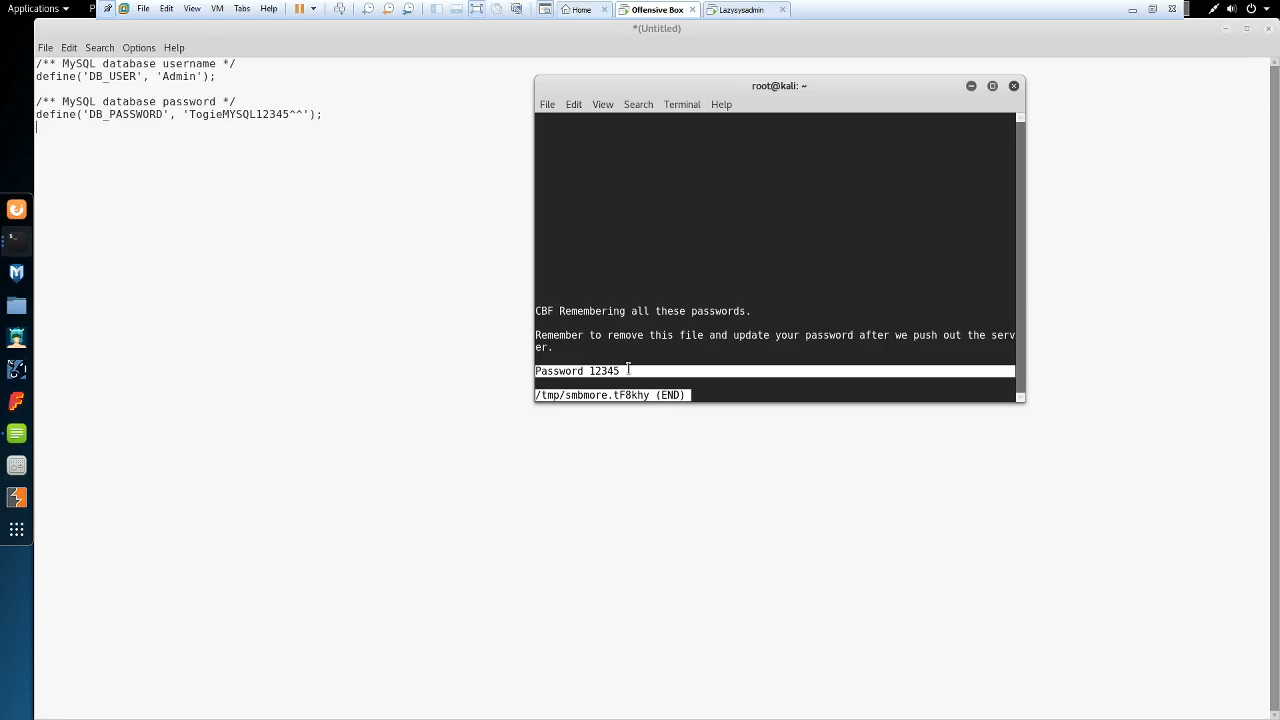 Applications
P
File
Edit
View
VM
Tabs
Help
Home
Offensive Box
Lazysysadmin
*(Untitled)
File Edit Search Options Help
/** MySQL database username */
define('DB_USER', 'Admin');
/** MySQL database password */
define('DB_PASSWORD', 'TogieMYSQL12345^^');
root@kali: ~
File Edit View Search Terminal Help
CBF Remembering all these passwords.
Remember to remove this file and update your password after we push out the serv
er.
Password 12345
/tmp/smbmore.tF8khy (END)